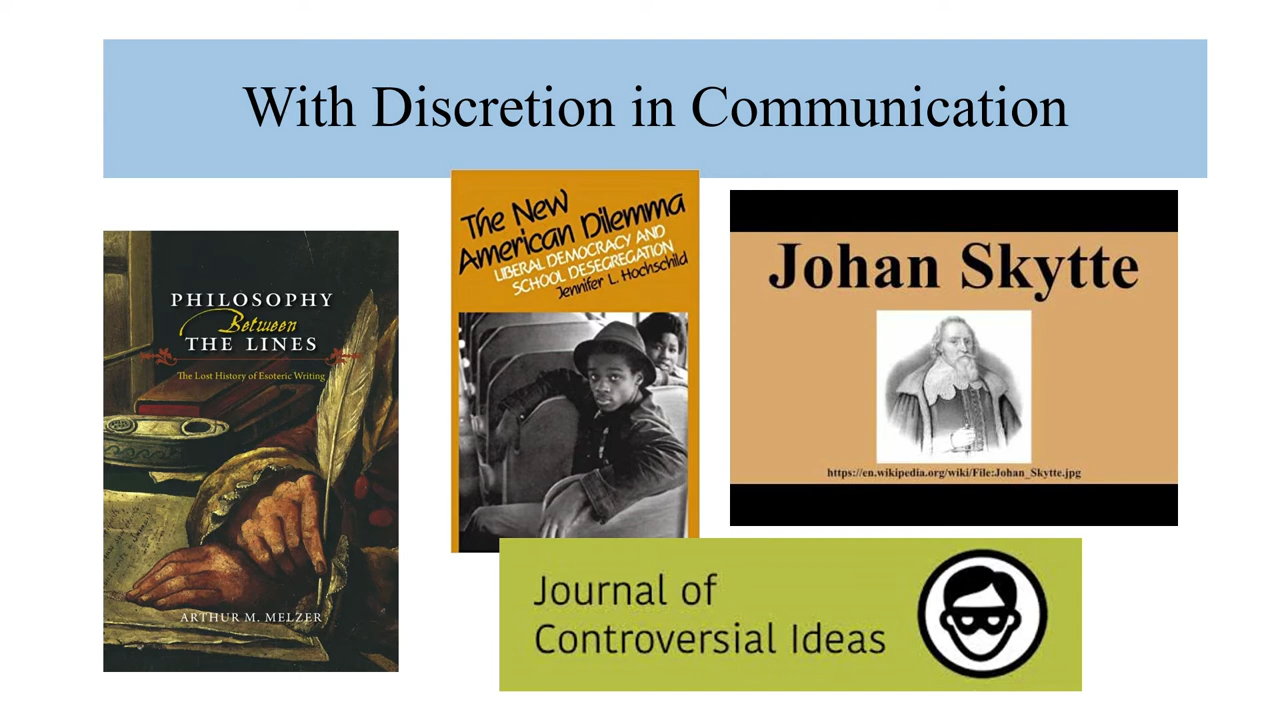 With Discretion in Communication
PHILOSOPHY
Between
THE LINES
The Lost History of Esoteric Writing
ARTHUR M. MELZER
The New
American Dilemma
LIBERAL DEMOCRACY AND
SCHOOL DESEGREGATION
Jennifer L. Hochschild
Johan Skytte
https://en.wikipedia.org/wiki/File:Johan_Skytte.jpg
Journal of
Controversial Ideas